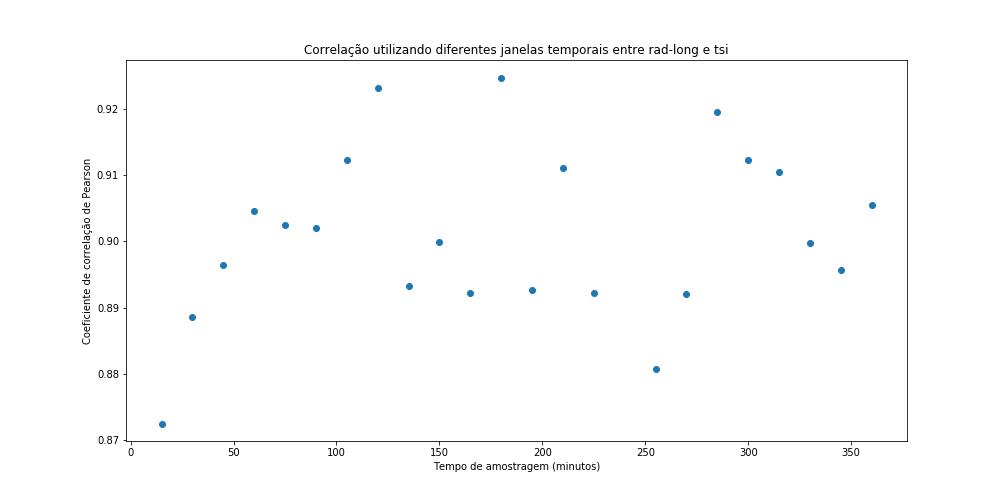 Correlação utilizando diferentes janelas temporais entre rad-long e tsi
Coeficiente de correlação de Pearson
0.92
0.91
0.90
0.89
0.88
0.87
0 50 100 150 200 250 300 350
Tempo de amostragem (minutos)